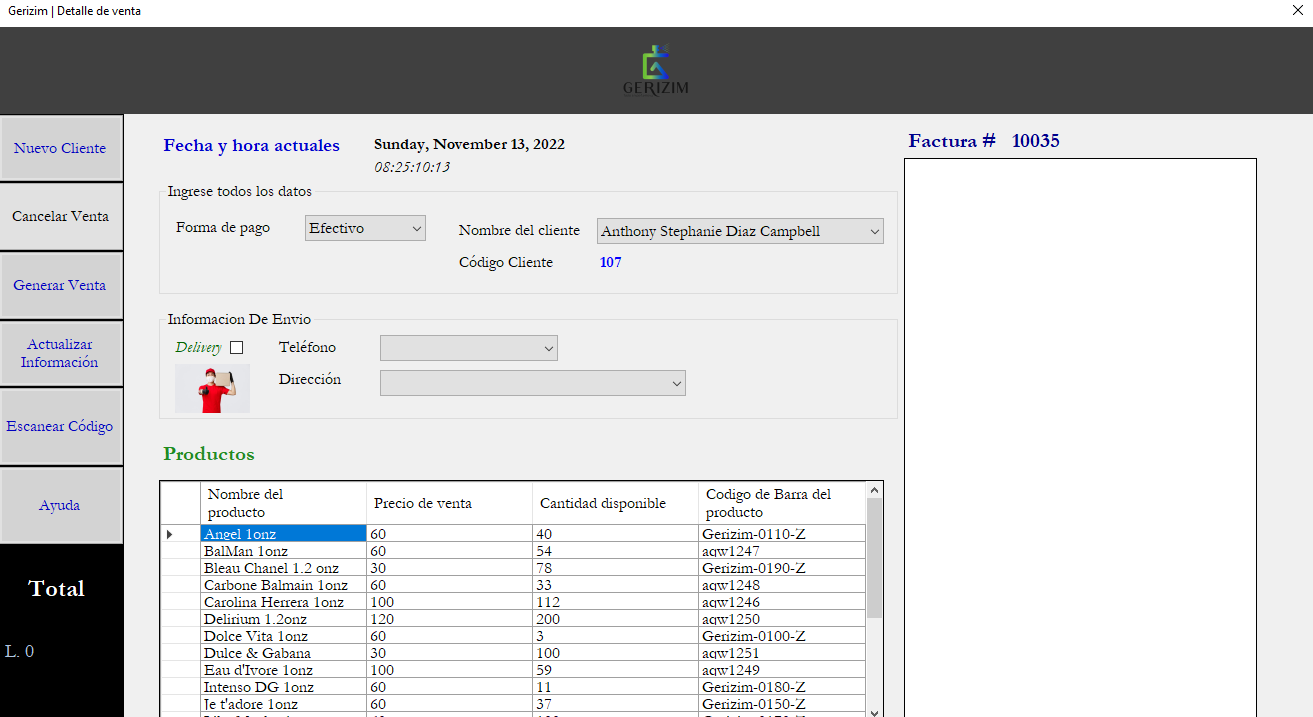 Gerizim | Detalle de venta
GERIZIM
Nuevo Cliente
Cancelar Venta
Generar Venta
Actualizar
Información
Escanear Código
Ayuda
Total
L. 0
Fecha y hora actuales Sunday, November 13, 2022
08:25:10:13
Ingrese todos los datos
Forma de pago Efectivo
Nombre del cliente Anthony Stephanie Diaz Campbell
Código Cliente 107
Informacion De Envio
Delivery Teléfono
Dirección
Productos
Nombre del
producto Precio de venta Cantidad disponible Codigo de Barra del
producto
Angel 1onz 60 40 Gerizim-0110-Z
BalMan 1onz 60 54 aqw1247
Bleau Chanel 1.2 onz 30 78 Gerizim-0190-Z
Carbone Balmain 1onz 60 33 aqw1248
Carolina Herrera 1onz 100 112 aqw1246
Delirium 1.2onz 120 200 aqw1250
Dolce Vita 1onz 60 3 Gerizim-0100-Z
Dulce & Gabana 30 100 aqw1251
Eau d'Ivore 1onz 100 59 aqw1249
Intenso DG 1onz 60 11 Gerizim-0180-Z
Je t'adore 1onz 60 37 Gerizim-0150-Z
Factura # 10035